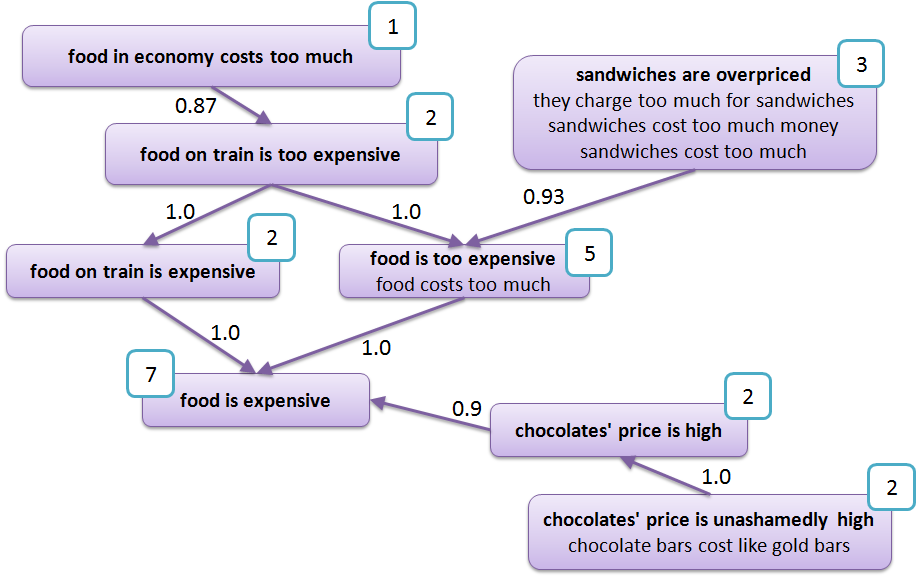 1
food in economy costs too much
3
sandwiches are overpriced
they charge too much for sandwiches
sandwiches cost too much money
sandwiches cost too much
0.87
2
food on train is too expensive
0.93
1.0
1.0
2
food on train is expensive
5
food is too expensive
food costs too much
1.0
1.0
7
food is expensive
0.9
2
chocolates' price is high
1.0
2
chocolates' price is unashamedly high
chocolate bars cost like gold bars